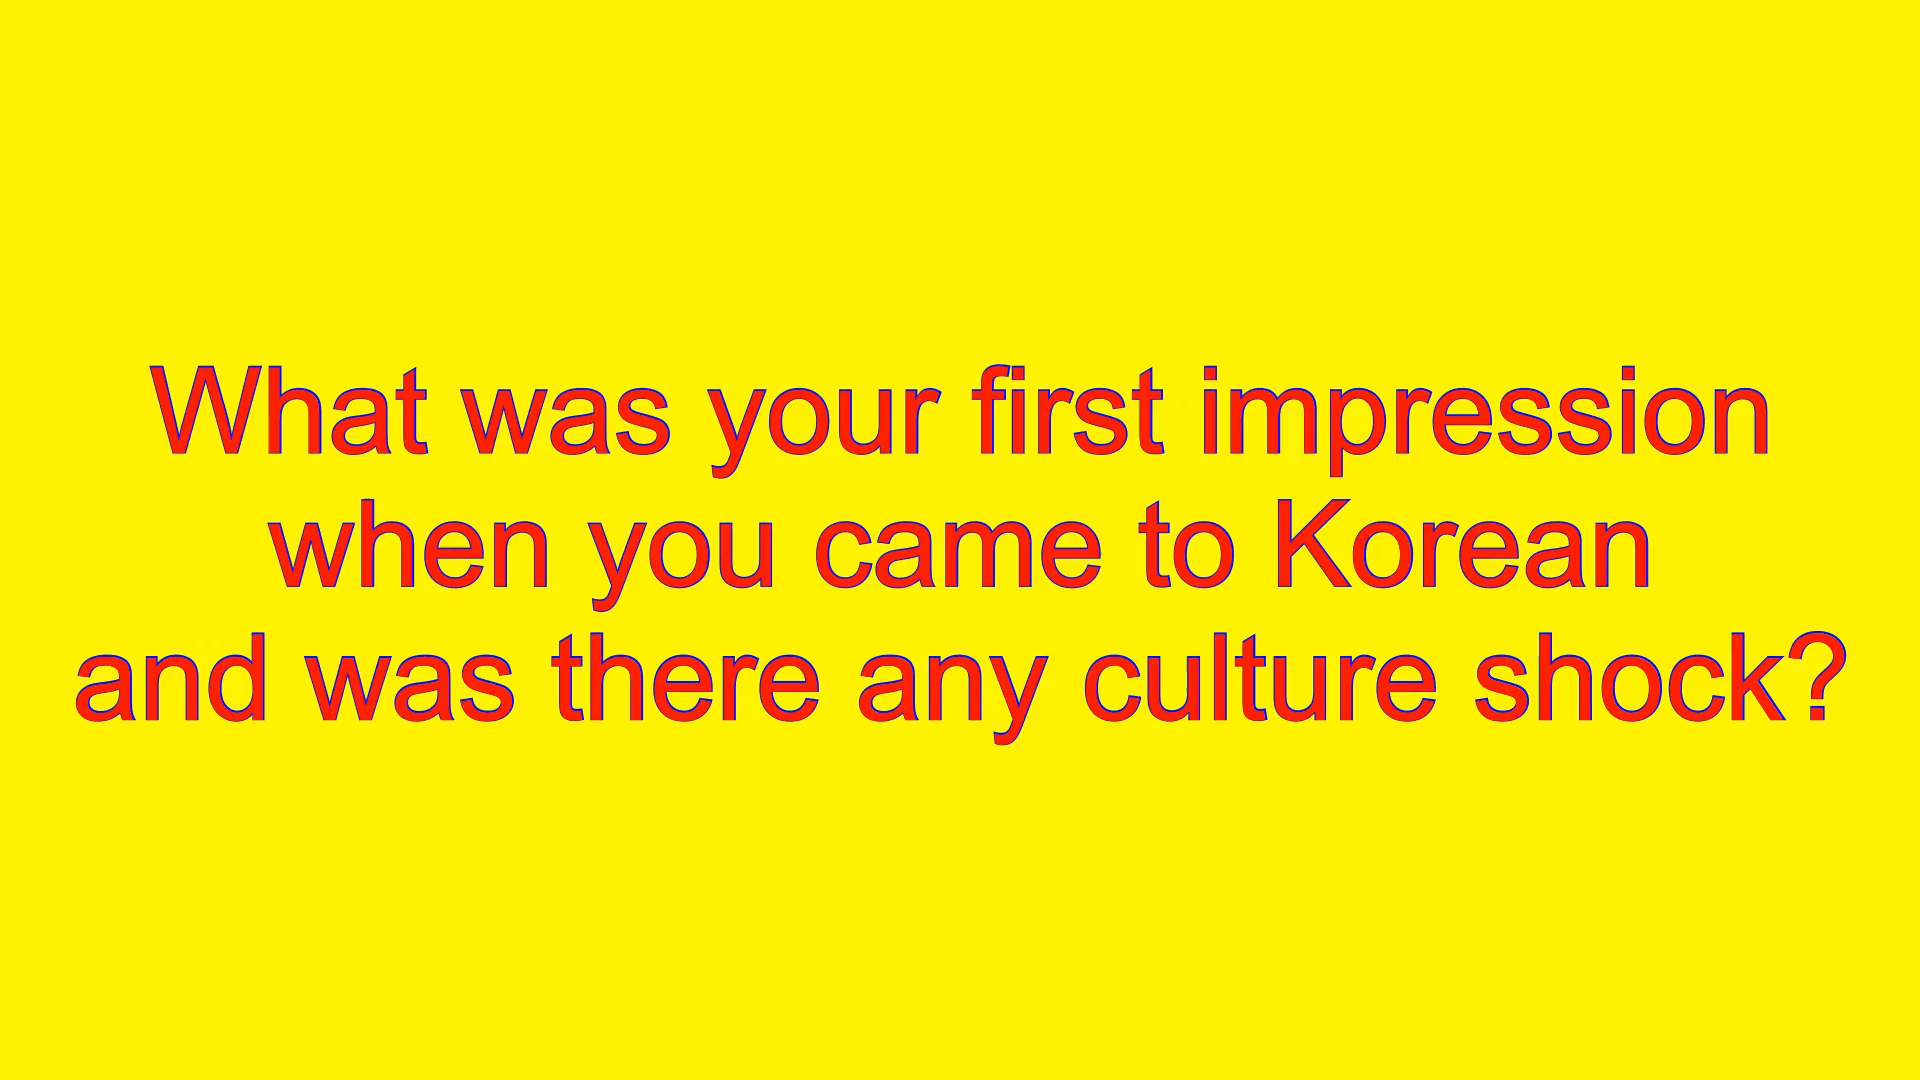 What was your first impression
when you came to Korean
and was there any culture shock?